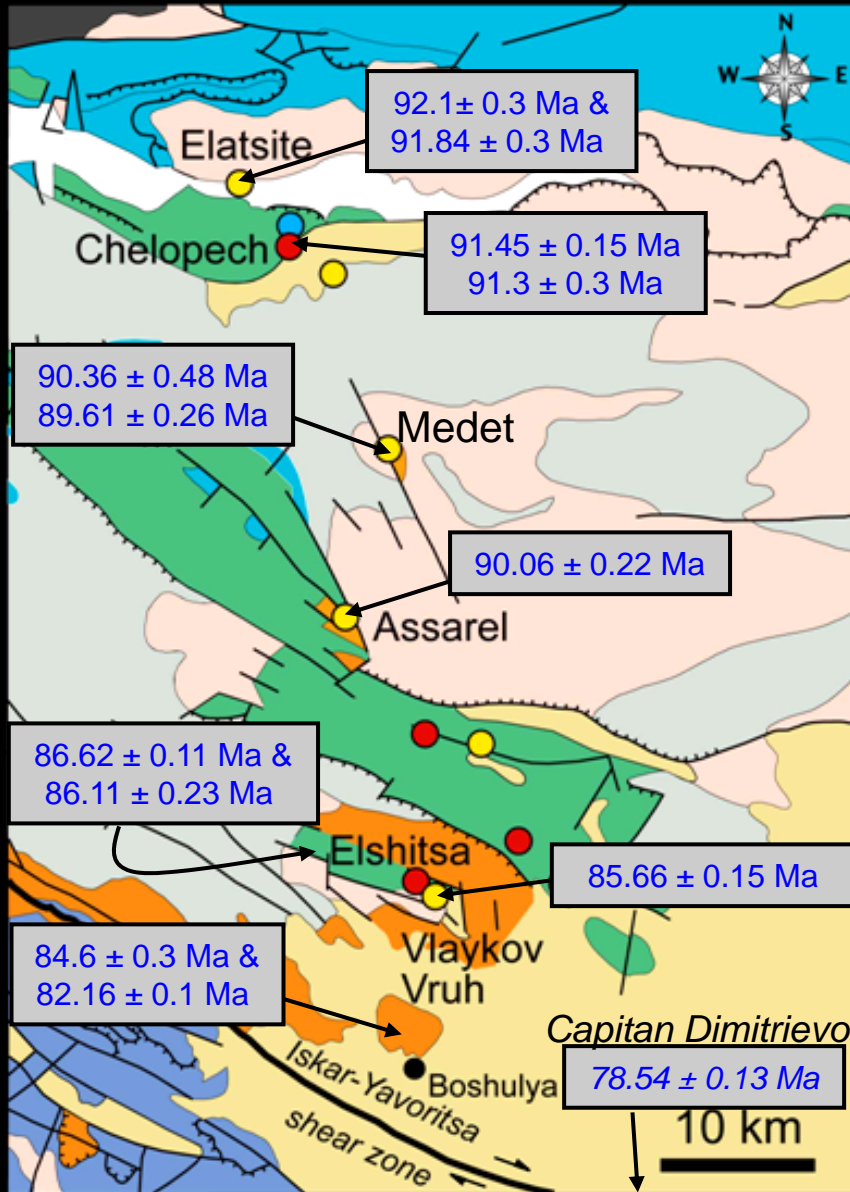 N
W E
S
92.1± 0.3 Ma &
91.84 ± 0.3 Ma
Elatsite
Chelopech
91.45 ± 0.15 Ma
91.3 ± 0.3 Ma
90.36 ± 0.48 Ma
89.61 ± 0.26 Ma
Medet
90.06 ± 0.22 Ma
Assarel
86.62 ± 0.11 Ma &
86.11 ± 0.23 Ma
Elshitsa
85.66 ± 0.15 Ma
Vlaykov
Vruh
84.6 ± 0.3 Ma &
82.16 ± 0.1 Ma
Capitan Dimitrievo
78.54 ± 0.13 Ma
Boshulya
Iskar-Yavoritsa
shear zone
10 km